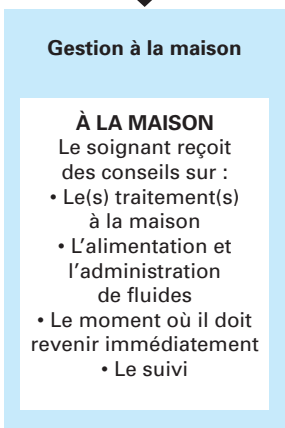 Gestion à la maison
À LA MAISON
Le soignant reçoit
des conseils sur :
• Le(s) traitement(s)
à la maison
• L'alimentation et
l'administration
de fluides
• Le moment où il doit
revenir immédiatement
• Le suivi